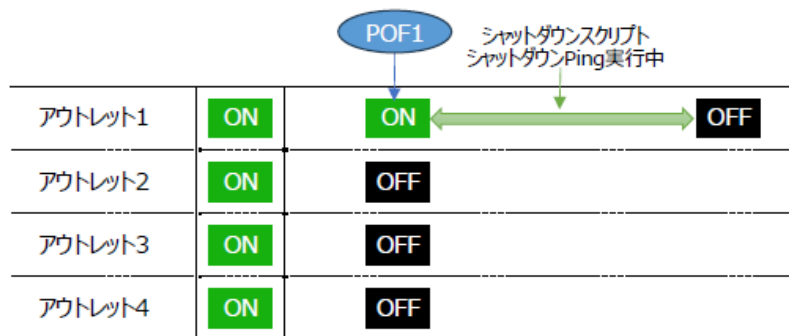 POF1
シャットダウンスクリプト
シャットダウンPing実行中
アウトレット1 ON ON OFF
アウトレット2 ON OFF
アウトレット3 ON OFF
アウトレット4 ON OFF